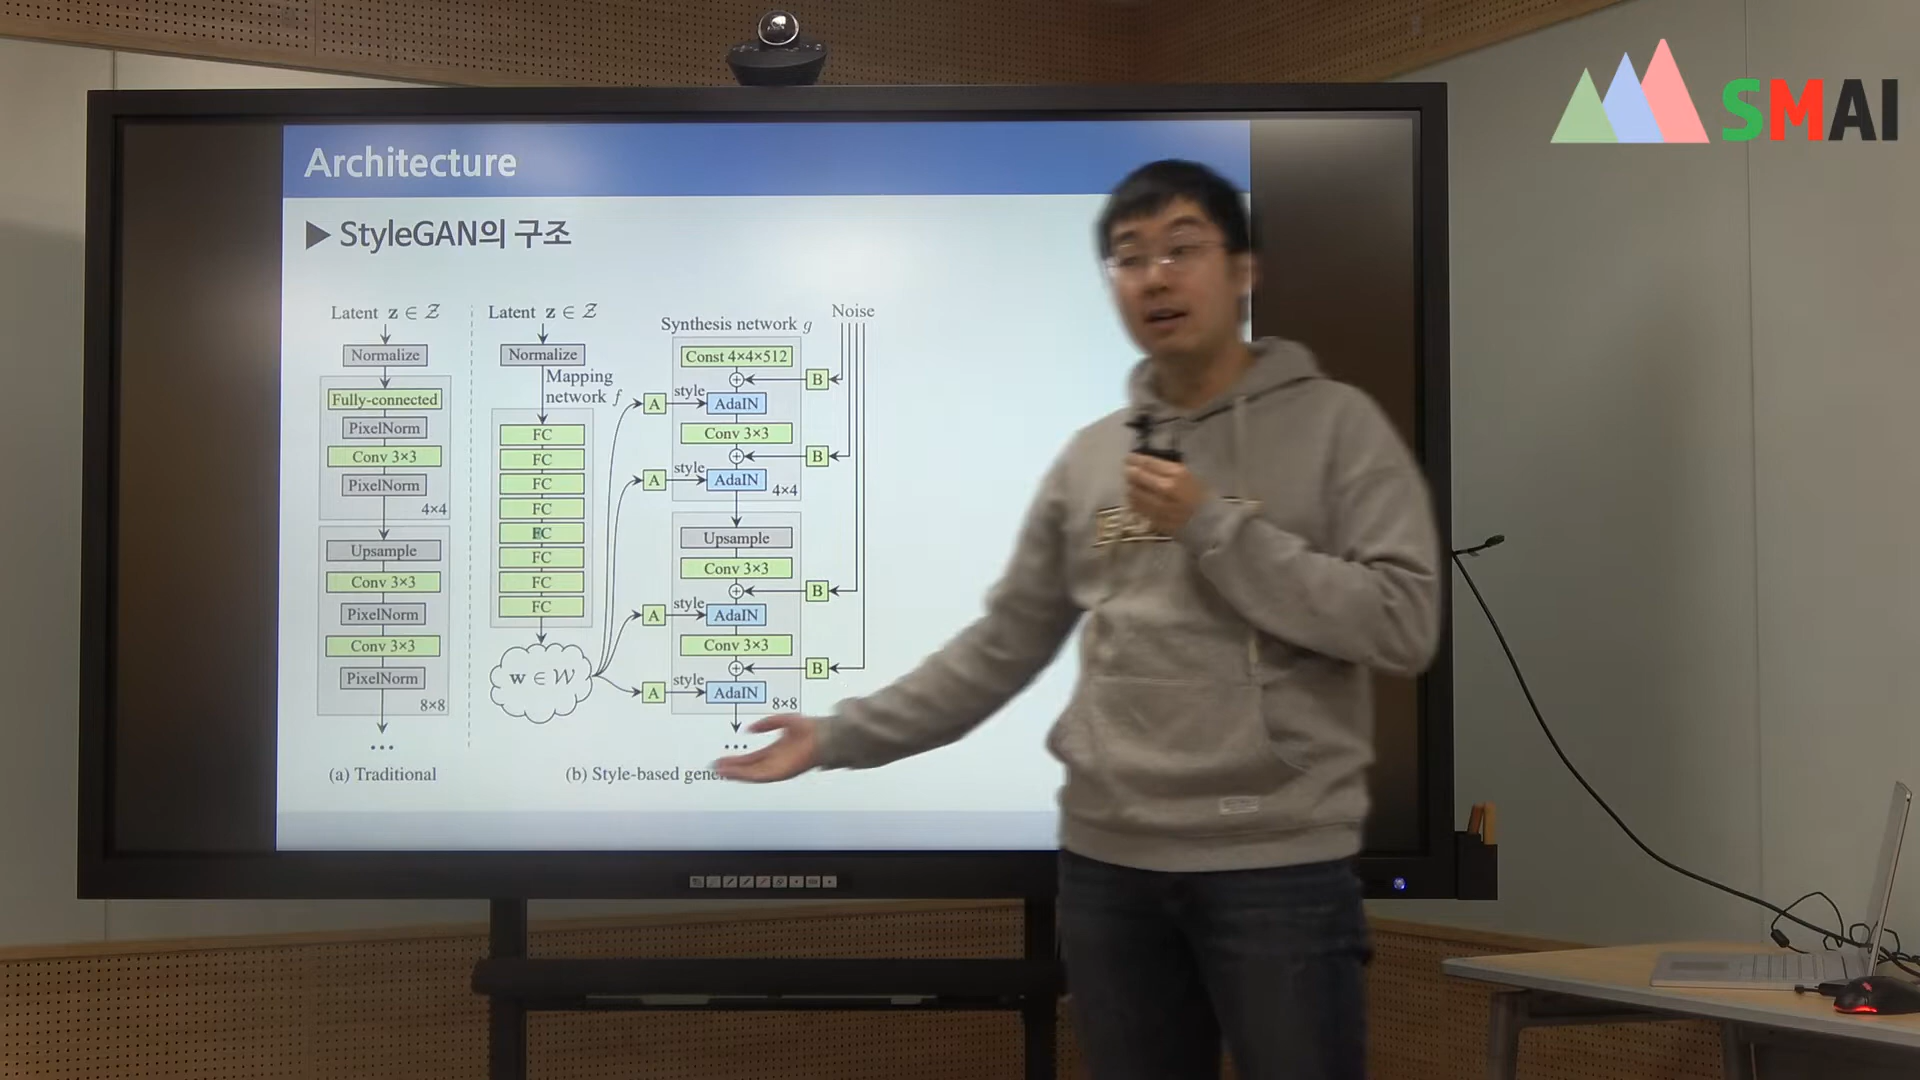 SMAI
Architecture
▶ StyleGAN의 구조
Latent z ∈ Z
Normalize
Fully-connected
PixelNorm
Conv 3×3
PixelNorm
4×4
Upsample
Conv 3×3
PixelNorm
Conv 3×3
PixelNorm
8×8
...
(a) Traditional
Latent z ∈ Z
Normalize
Mapping
network f
FC
FC
FC
FC
FC
FC
FC
FC
w ∈ W
Synthesis network g
Noise
Const 4×4×512
B
A
style
AdaIN
Conv 3×3
B
A
style
AdaIN
4×4
Upsample
Conv 3×3
B
A
style
AdaIN
Conv 3×3
B
A
style
AdaIN
8×8
...
(b) Style-based